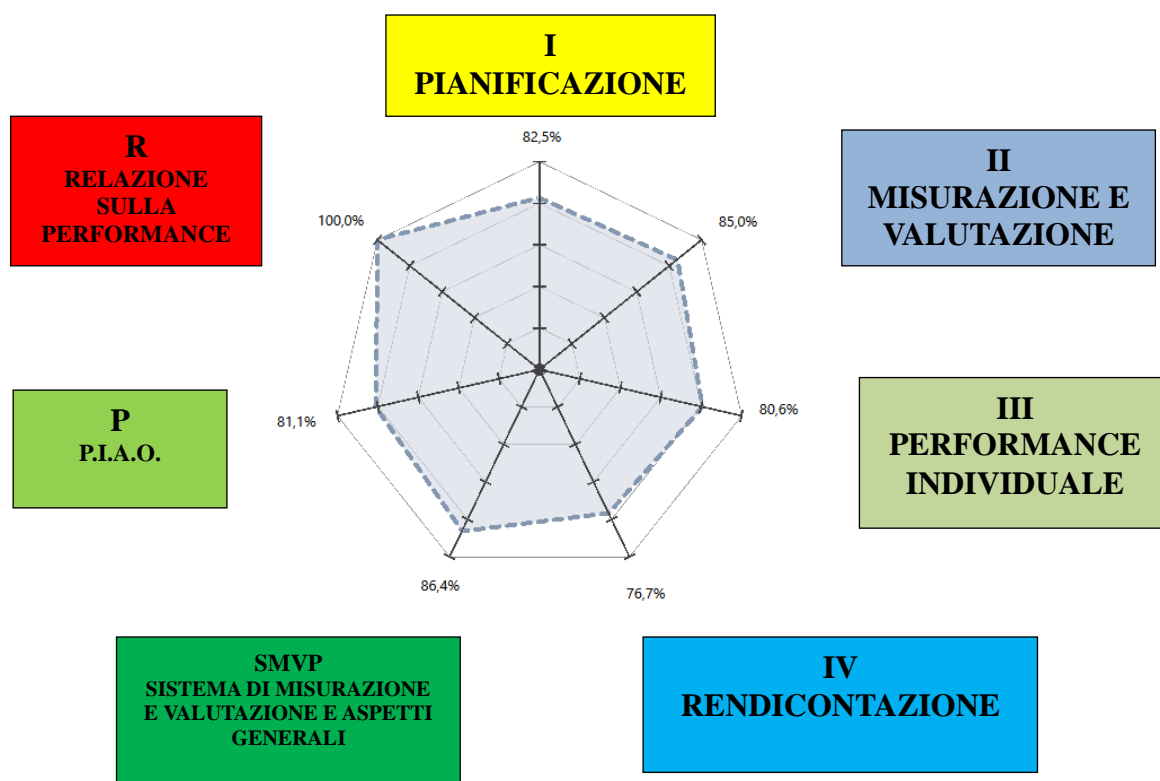 I
PIANIFICAZIONE
82,5%
R
RELAZIONE
SULLA
PERFORMANCE
100,0%
II
MISURAZIONE E
VALUTAZIONE
85,0%
P
P.I.A.O.
81,1%
III
PERFORMANCE
INDIVIDUALE
80,6%
86,4%
76,7%
SMVP
SISTEMA DI MISURAZIONE
E VALUTAZIONE E ASPETTI
GENERALI
IV
RENDICONTAZIONE